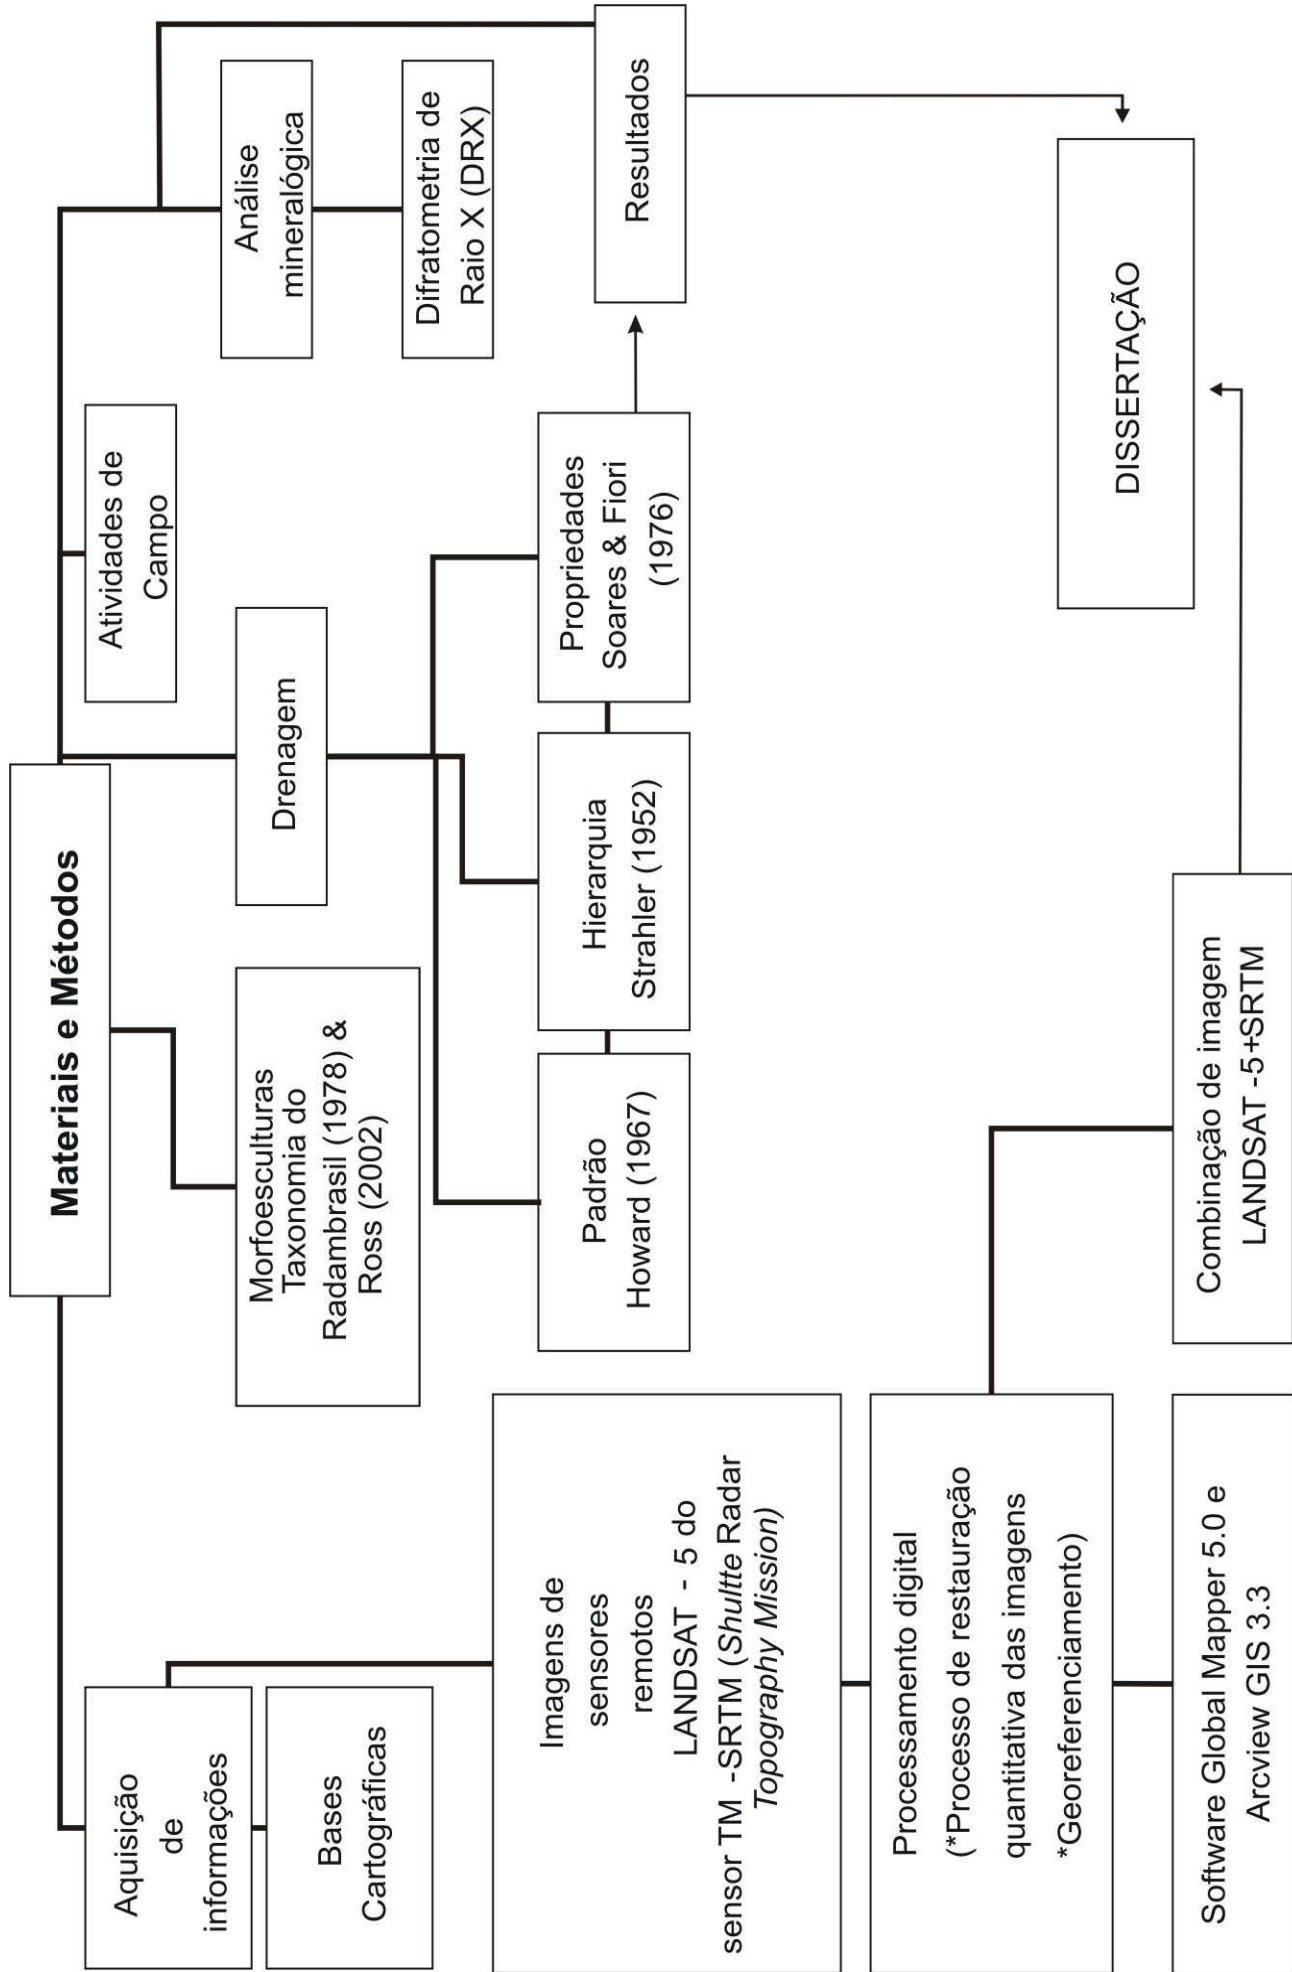 Materiais e Métodos
Aquisição
de
informações
Bases
Cartográficas
Imagens de
sensores
remotos
LANDSAT - 5 do
sensor TM -SRTM (Shultte Radar
Topography Mission)
Processamento digital
(*Processo de restauração
quantitativa das imagens
*Georeferenciamento)
Software Global Mapper 5.0 e
Arcview GIS 3.3
Combinação de imagem
LANDSAT -5+SRTM
Morfoesculturas
Taxonomia do
Radambrasil (1978) &
Ross (2002)
Drenagem
Padrão
Howard (1967)
Hierarquia
Strahler (1952)
Propriedades
Soares & Fiori
(1976)
Atividades de
Campo
Análise
mineralógica
Difratometria de
Raio X (DRX)
Resultados
DISSERTAÇÃO